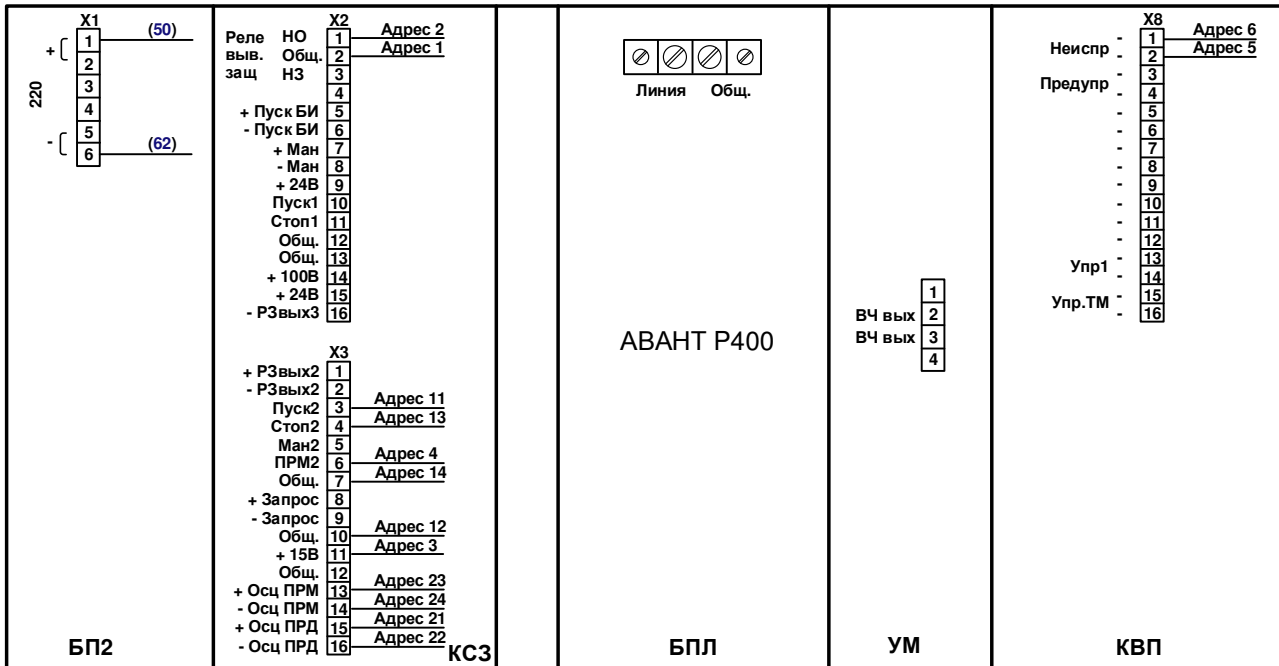 X1
1 (50)
+
2
3
220
4
5
-
6 (62)
БП2
X2
Реле НО 1 Адрес 2
выв. Общ. 2 Адрес 1
защ НЗ 3
4
+ Пуск БИ 5
- Пуск БИ 6
+ Ман 7
- Ман 8
+ 24В 9
Пуск1 10
Стоп1 11
Общ. 12
Общ. 13
+ 100В 14
+ 24В 15
- РЗвых3 16
X3
+ РЗвых2 1
- РЗвых2 2
Пуск2 3 Адрес 11
Стоп2 4 Адрес 13
Ман2 5
ПРМ2 6 Адрес 4
Общ. 7 Адрес 14
+ Запрос 8
- Запрос 9
Общ. 10 Адрес 12
+ 15В 11 Адрес 3
Общ. 12
+ Осц ПРМ 13 Адрес 23
- Осц ПРМ 14 Адрес 24
+ Осц ПРД 15 Адрес 21
- Осц ПРД 16 Адрес 22
КСЗ
Линия Общ.
АВАНТ Р400
БПЛ
1
ВЧ вых 2
ВЧ вых 3
4
УМ
X8
- 1 Адрес 6
Неиспр
- 2 Адрес 5
- 3
Предупр
- 4
- 5
- 6
- 7
- 8
- 9
- 10
- 11
- 12
- 13
Упр1
- 14
- 15
Упр.ТМ
- 16
КВП